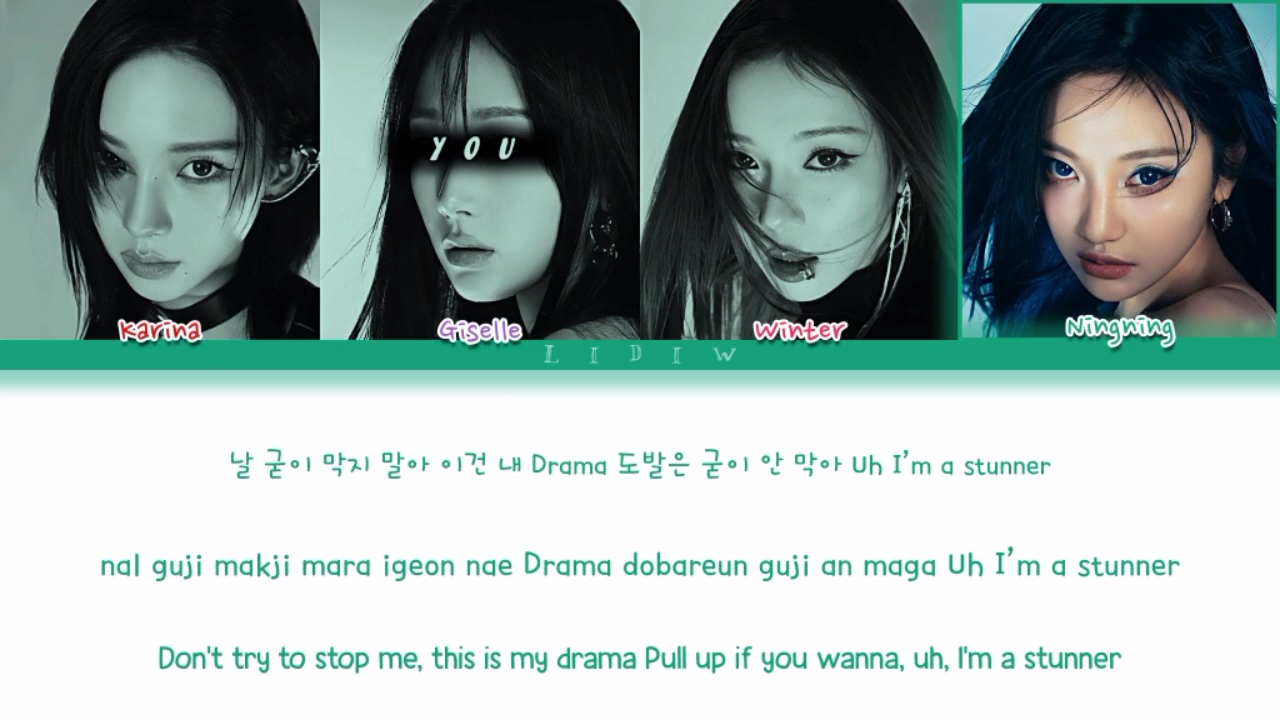 YOU
Karina
Giselle
Winter
Ningning
LIDIW
날 굳이 막지 말아 이건 내 Drama 도발은 굳이 안 막아 Uh I'm a stunner
nal guji makji mara igeon nae Drama dobareun guji an maga Uh I'm a stunner
Don't try to stop me, this is my drama Pull up if you wanna, uh, I'm a stunner